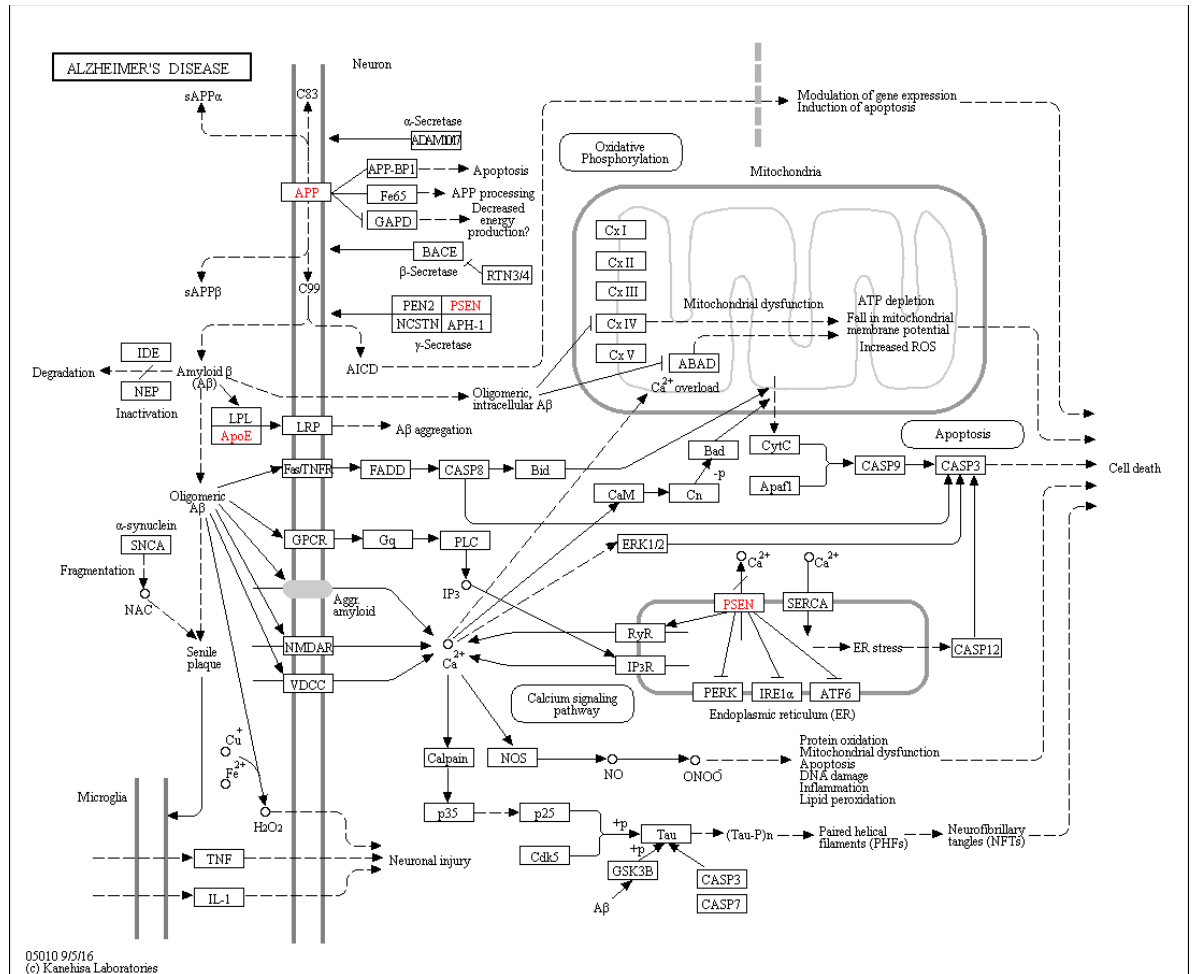 ALZHEIMER'S DISEASE
Neuron
sAPPα
C83
α-Secretase
Modulation of gene expression
Induction of apoptosis
Oxidative
Phosphorylation
APP-BP1
Apoptosis
Mitochondria
APP
Fe65
APP processing
GAPD
Decreased
energy
production?
Cx I
BACE
β-Secretase
RTN3/4
Cx II
sAPPβ
C99
Cx III
PEN2
PSEN
NCSTN
APH-1
γ-Secretase
Mitochondrial dysfunction
ATP depletion
Fall in mitochondrial
membrane potential
Increased ROS
Cx IV
Cx V
ABAD
IDE
Degradation
NEP
Inactivation
Amyloid β
(Aβ)
AICD
Oligomeric,
intracellular Aβ
Ca2+ overload
LPL
ApoE
LRP
Aβ aggregation
Bad
-p
CytC
Apoptosis
Fas/TNFR
FADD
CASP8
Bid
CASP9
CASP3
Cell death
Oligomeric
Aβ
CaM
Cn
Apaf1
α-synuclein
SNCA
GPCR
Gq
PLC
ERK1/2
Fragmentation
NAC
Aggr.
amyloid
IP3
Ca2+
Ca2+
PSEN
SERCA
RyR
NMDAR
Ca2+
IP3R
ER stress
CASP12
Senile
plaque
VDCC
PERK
IRE1α
ATF6
Calcium signaling
pathway
Endoplasmic reticulum (ER)
Cu+
Fe2+
Calpain
NOS
NO
ONOO-
Protein oxidation
Mitochondrial dysfunction
Apoptosis
DNA damage
Inflammation
Lipid peroxidation
Microglia
H2O2
p35
p25
+p
Tau
(Tau-P)n
Paired helical
filaments (PHFs)
Neurofibrillary
tangles (NFTs)
TNF
Neuronal injury
Cdk5
+p
GSK3B
CASP3
IL-1
Aβ
CASP7
05010 9/5/16
(c) Kanehisa Laboratories